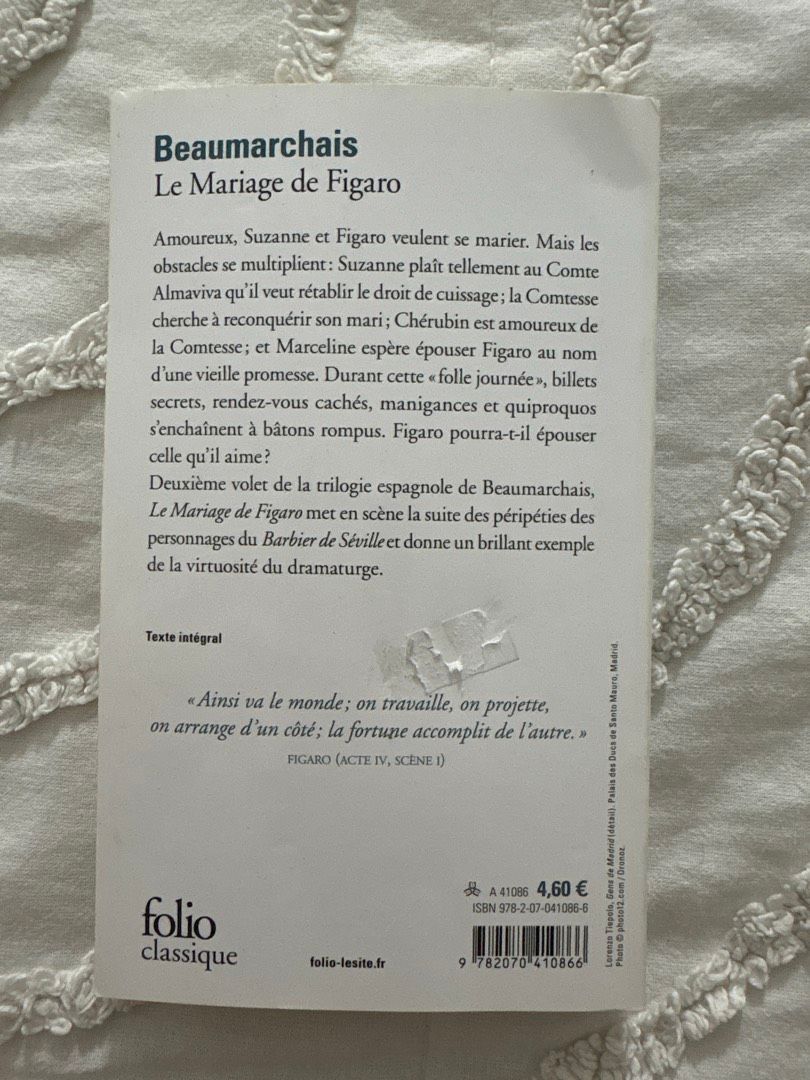 Beaumarchais
Le Mariage de Figaro
Amoureux, Suzanne et Figaro veulent se marier. Mais les
obstacles se multiplient : Suzanne plaît tellement au Comte
Almaviva qu'il veut rétablir le droit de cuissage ; la Comtesse
cherche à reconquérir son mari ; Chérubin est amoureux de
la Comtesse ; et Marceline espère épouser Figaro au nom
d'une vieille promesse. Durant cette « folle journée », billets
secrets, rendez-vous cachés, manigances et quiproquos
s'enchaînent à bâtons rompus. Figaro pourra-t-il épouser
celle qu'il aime ?
Deuxième volet de la trilogie espagnole de Beaumarchais,
Le Mariage de Figaro met en scène la suite des péripéties des
personnages du Barbier de Séville et donne un brillant exemple
de la virtuosité du dramaturge.
Texte intégral
« Ainsi va le monde ; on travaille, on projette,
on arrange d'un côté ; la fortune accomplit de l'autre. »
FIGARO (ACTE IV, SCÈNE I)
A 41086 4,60 €
ISBN 978-2-07-041086-6
9 782070 410866
folio
classique
folio-lesite.fr
Lorenzo Tiepolo, Gens de Madrid (détail). Palais des Ducs de Santo Mauro, Madrid.
Photo © photo12.com / Oronoz.